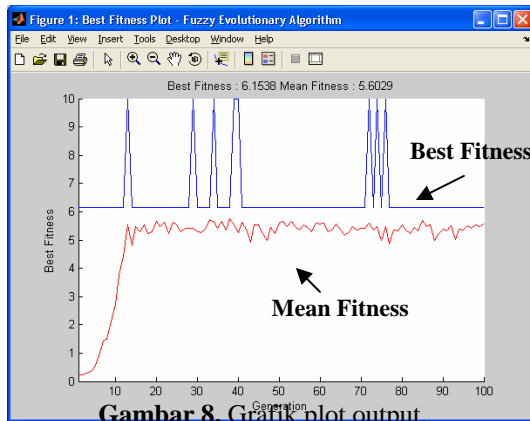 Figure 1: Best Fitness Plot - Fuzzy Evolutionary Algorithm
File Edit View Insert Tools Desktop Window Help
Best Fitness : 6.1538 Mean Fitness : 5.6029
10
9
8
7
6
5
4
3
2
1
0
Best Fitness
Best Fitness
Mean Fitness
10 20 30 40 50 60 70 80 90 100
Generation
Gambar 8. Grafik plot output